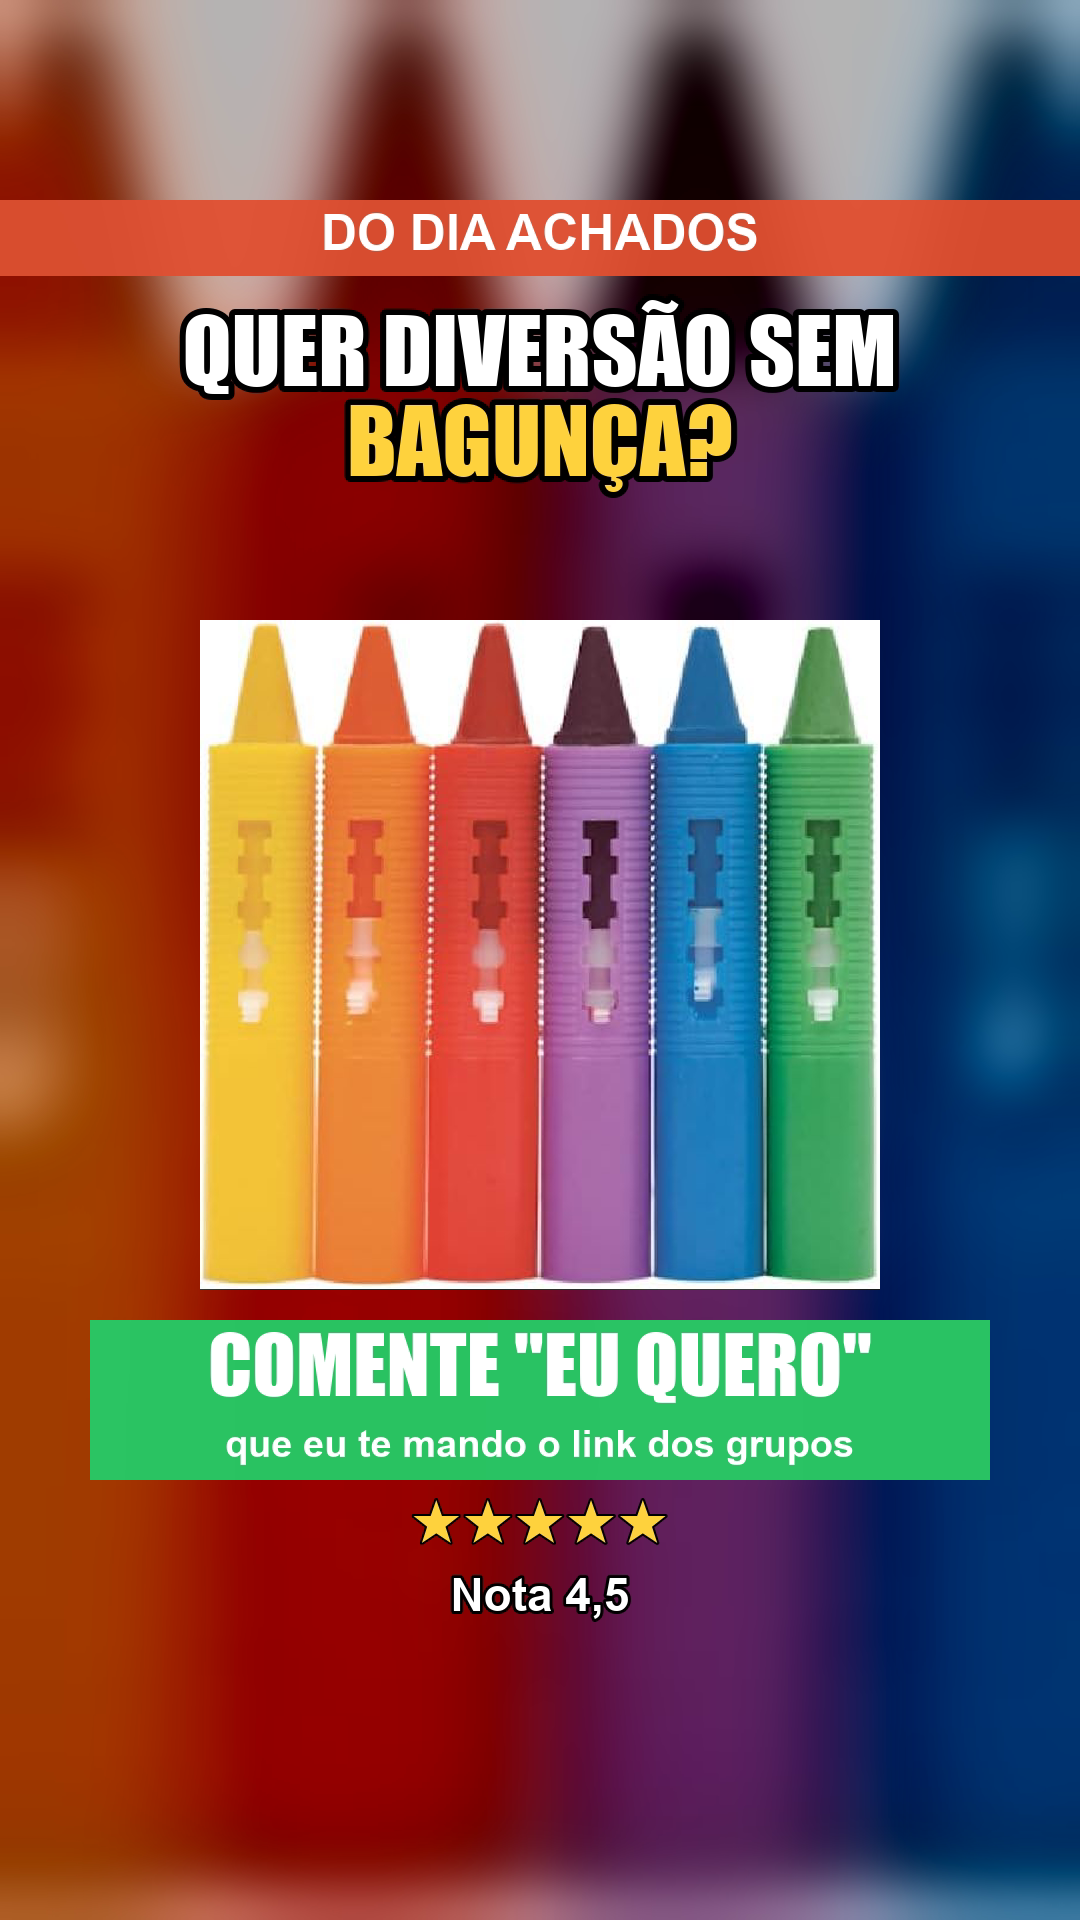 DO DIA ACHADOS
QUER DIVERSÃO SEM
BAGUNÇA?
COMENTE "EU QUERO"
que eu te mando o link dos grupos
★★★★★
Nota 4,5